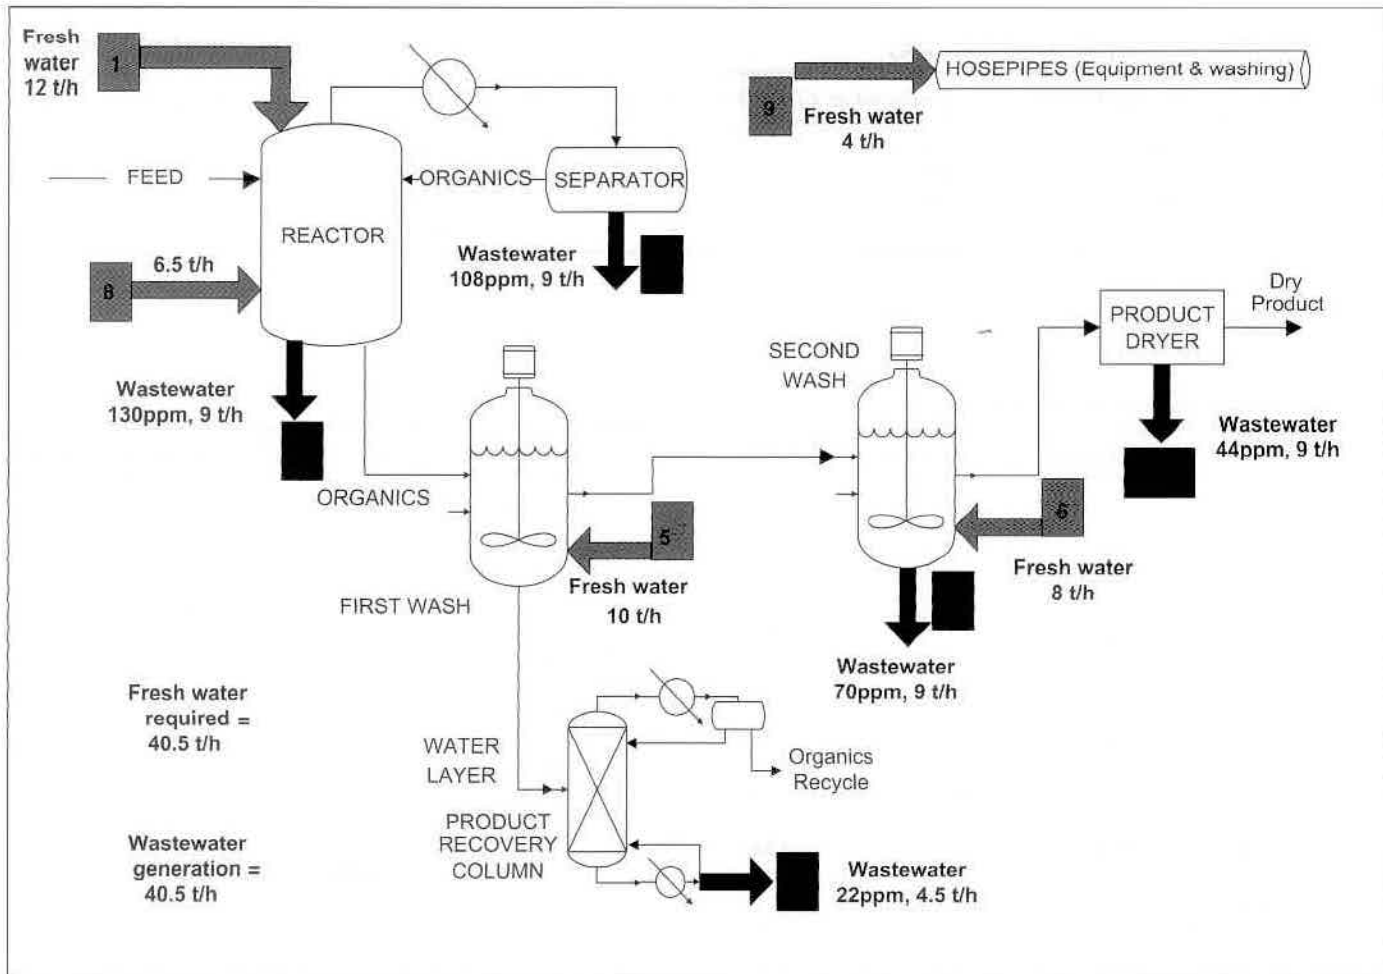 Fresh
water
12 t/h
1
HOSEPIPES (Equipment & washing)
9
Fresh water
4 t/h
FEED
ORGANICS
SEPARATOR
REACTOR
Wastewater
108ppm, 9 t/h
6.5 t/h
8
Dry
Product
PRODUCT
DRYER
SECOND
WASH
Wastewater
130ppm, 9 t/h
Wastewater
44ppm, 9 t/h
ORGANICS
5
6
Fresh water
10 t/h
Fresh water
8 t/h
FIRST WASH
Wastewater
70ppm, 9 t/h
Fresh water
required =
40.5 t/h
WATER
LAYER
Organics
Recycle
PRODUCT
RECOVERY
COLUMN
Wastewater
generation =
40.5 t/h
Wastewater
22ppm, 4.5 t/h